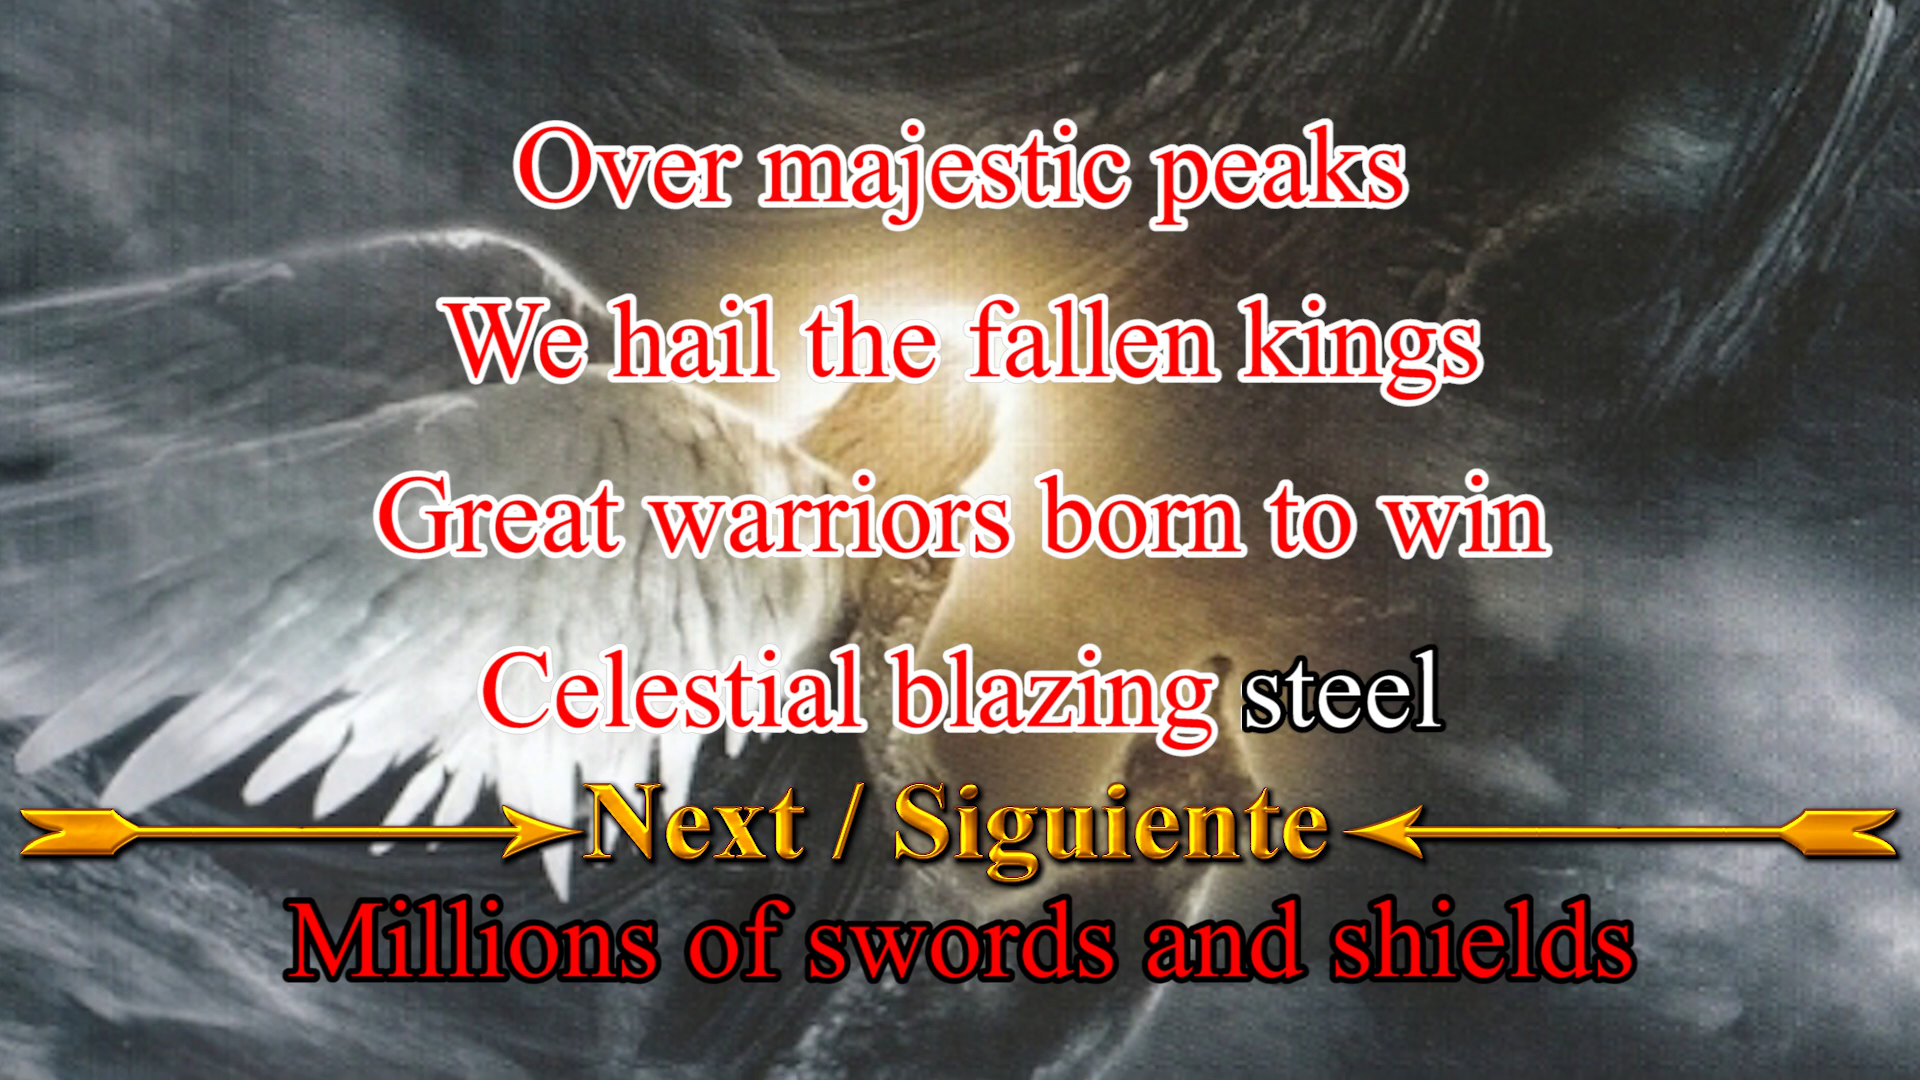 Over majestic peaks
We hail the fallen kings
Great warriors born to win
Celestial blazing steel
Next / Siguiente
Millions of swords and shields